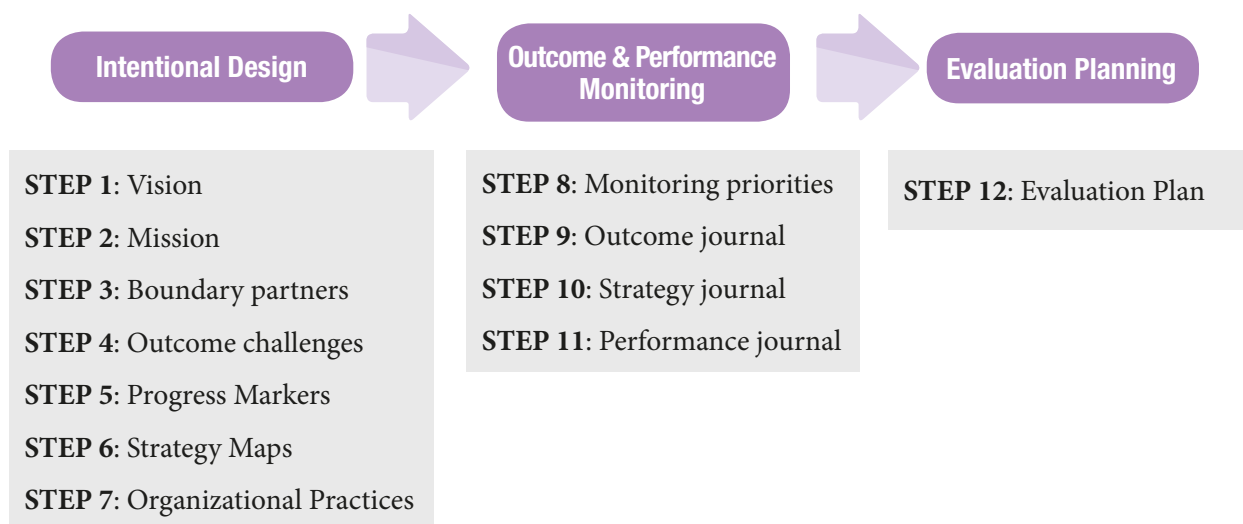 Intentional Design
Outcome & Performance
Monitoring
Evaluation Planning
STEP 1: Vision
STEP 2: Mission
STEP 3: Boundary partners
STEP 4: Outcome challenges
STEP 5: Progress Markers
STEP 6: Strategy Maps
STEP 7: Organizational Practices
STEP 8: Monitoring priorities
STEP 9: Outcome journal
STEP 10: Strategy journal
STEP 11: Performance journal
STEP 12: Evaluation Plan